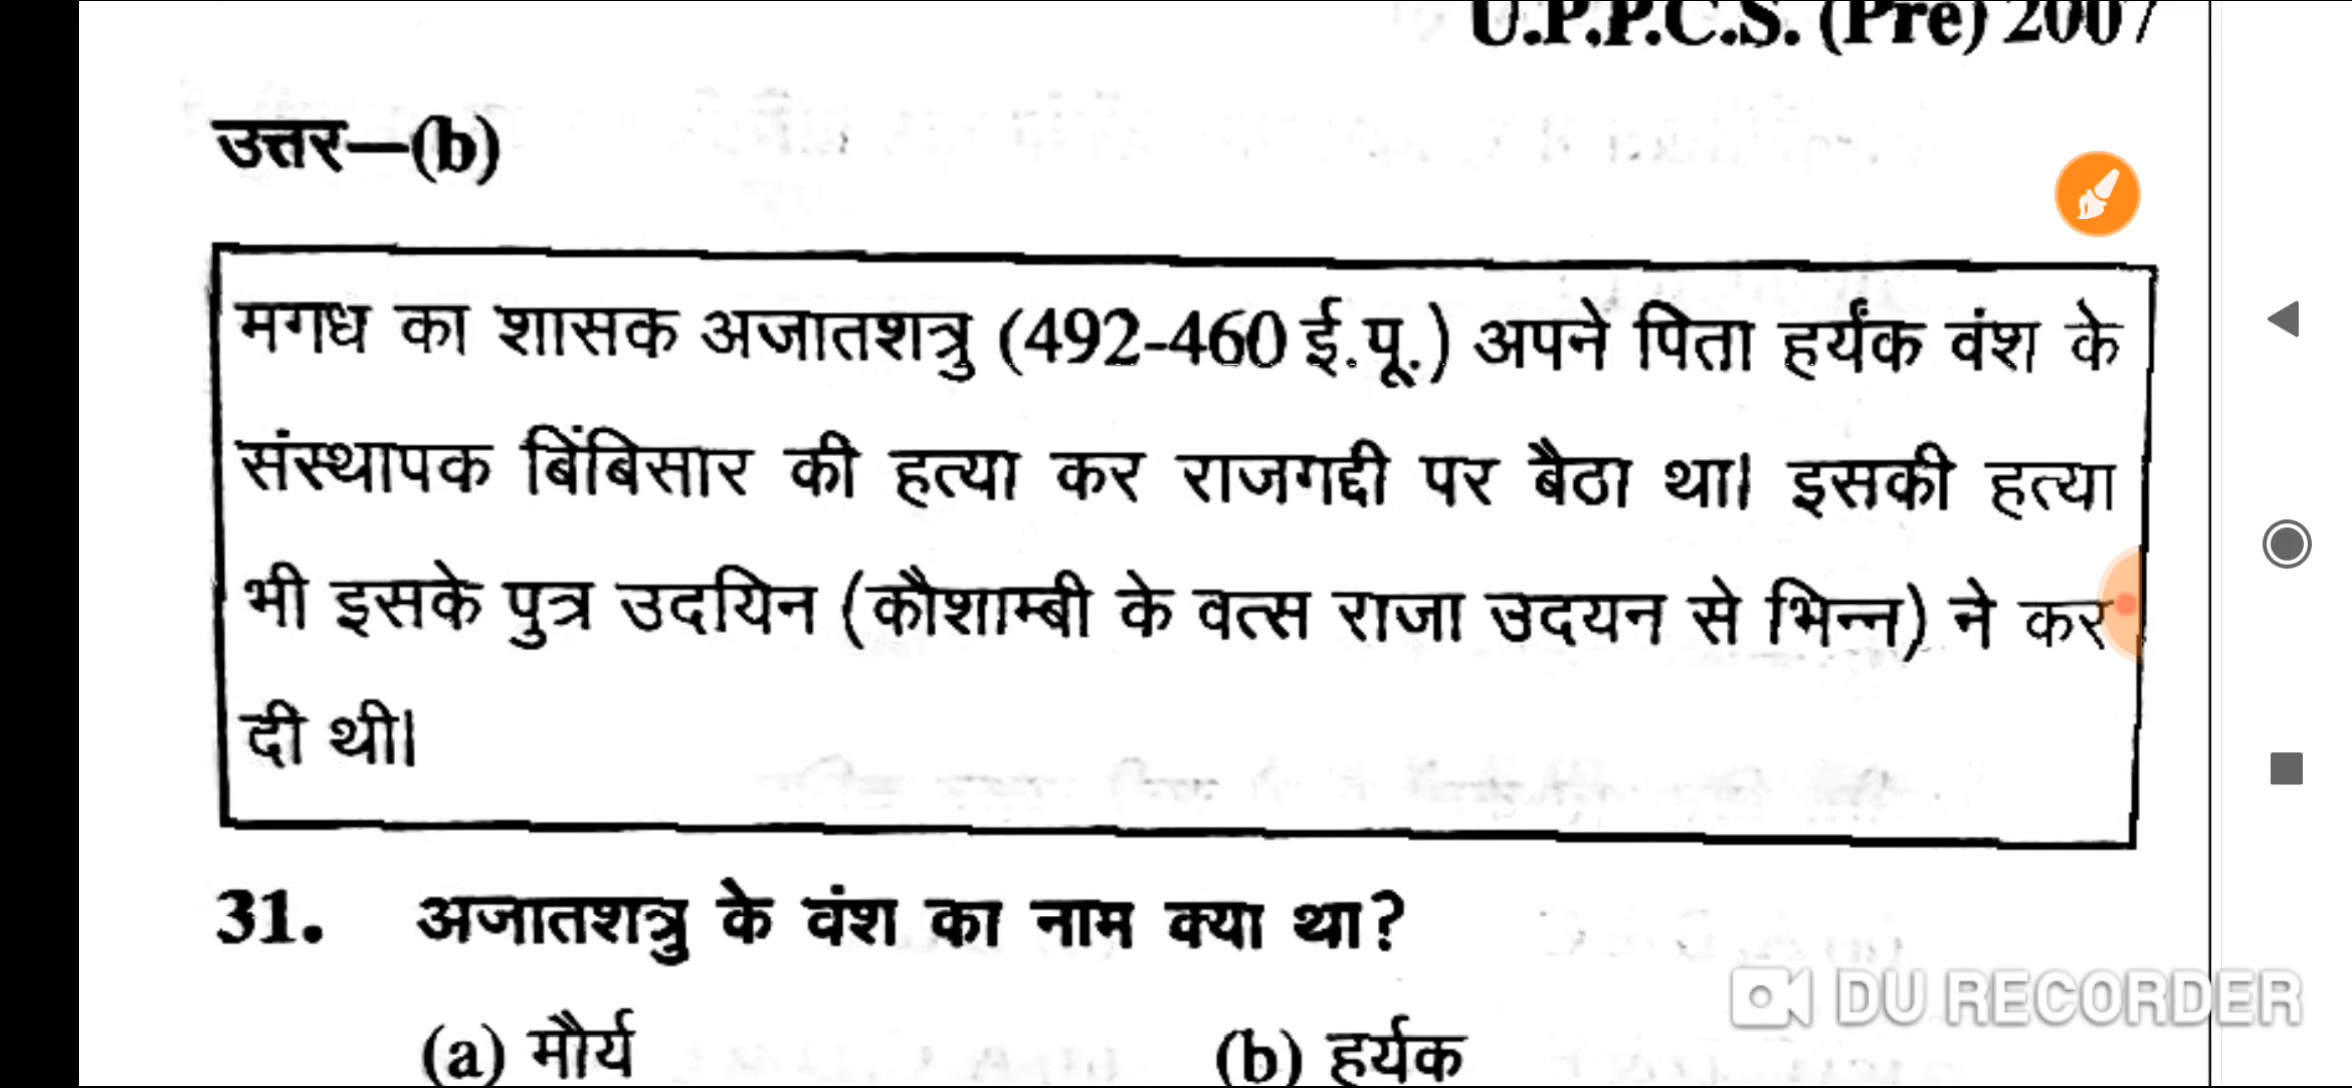 U.P.P.C.S. (Pre) 2007
उत्तर—(b)
मगध का शासक अजातशत्रु (492-460 ई.पू.) अपने पिता हर्यंक वंश के
संस्थापक बिंबिसार की हत्या कर राजगद्दी पर बैठा था। इसकी हत्या
भी इसके पुत्र उदयिन (कौशाम्बी के वत्स राजा उदयन से भिन्न) ने कर
दी थी।
31. अजातशत्रु के वंश का नाम क्या था?
(a) मौर्य (b) हर्यक
DU RECORDER